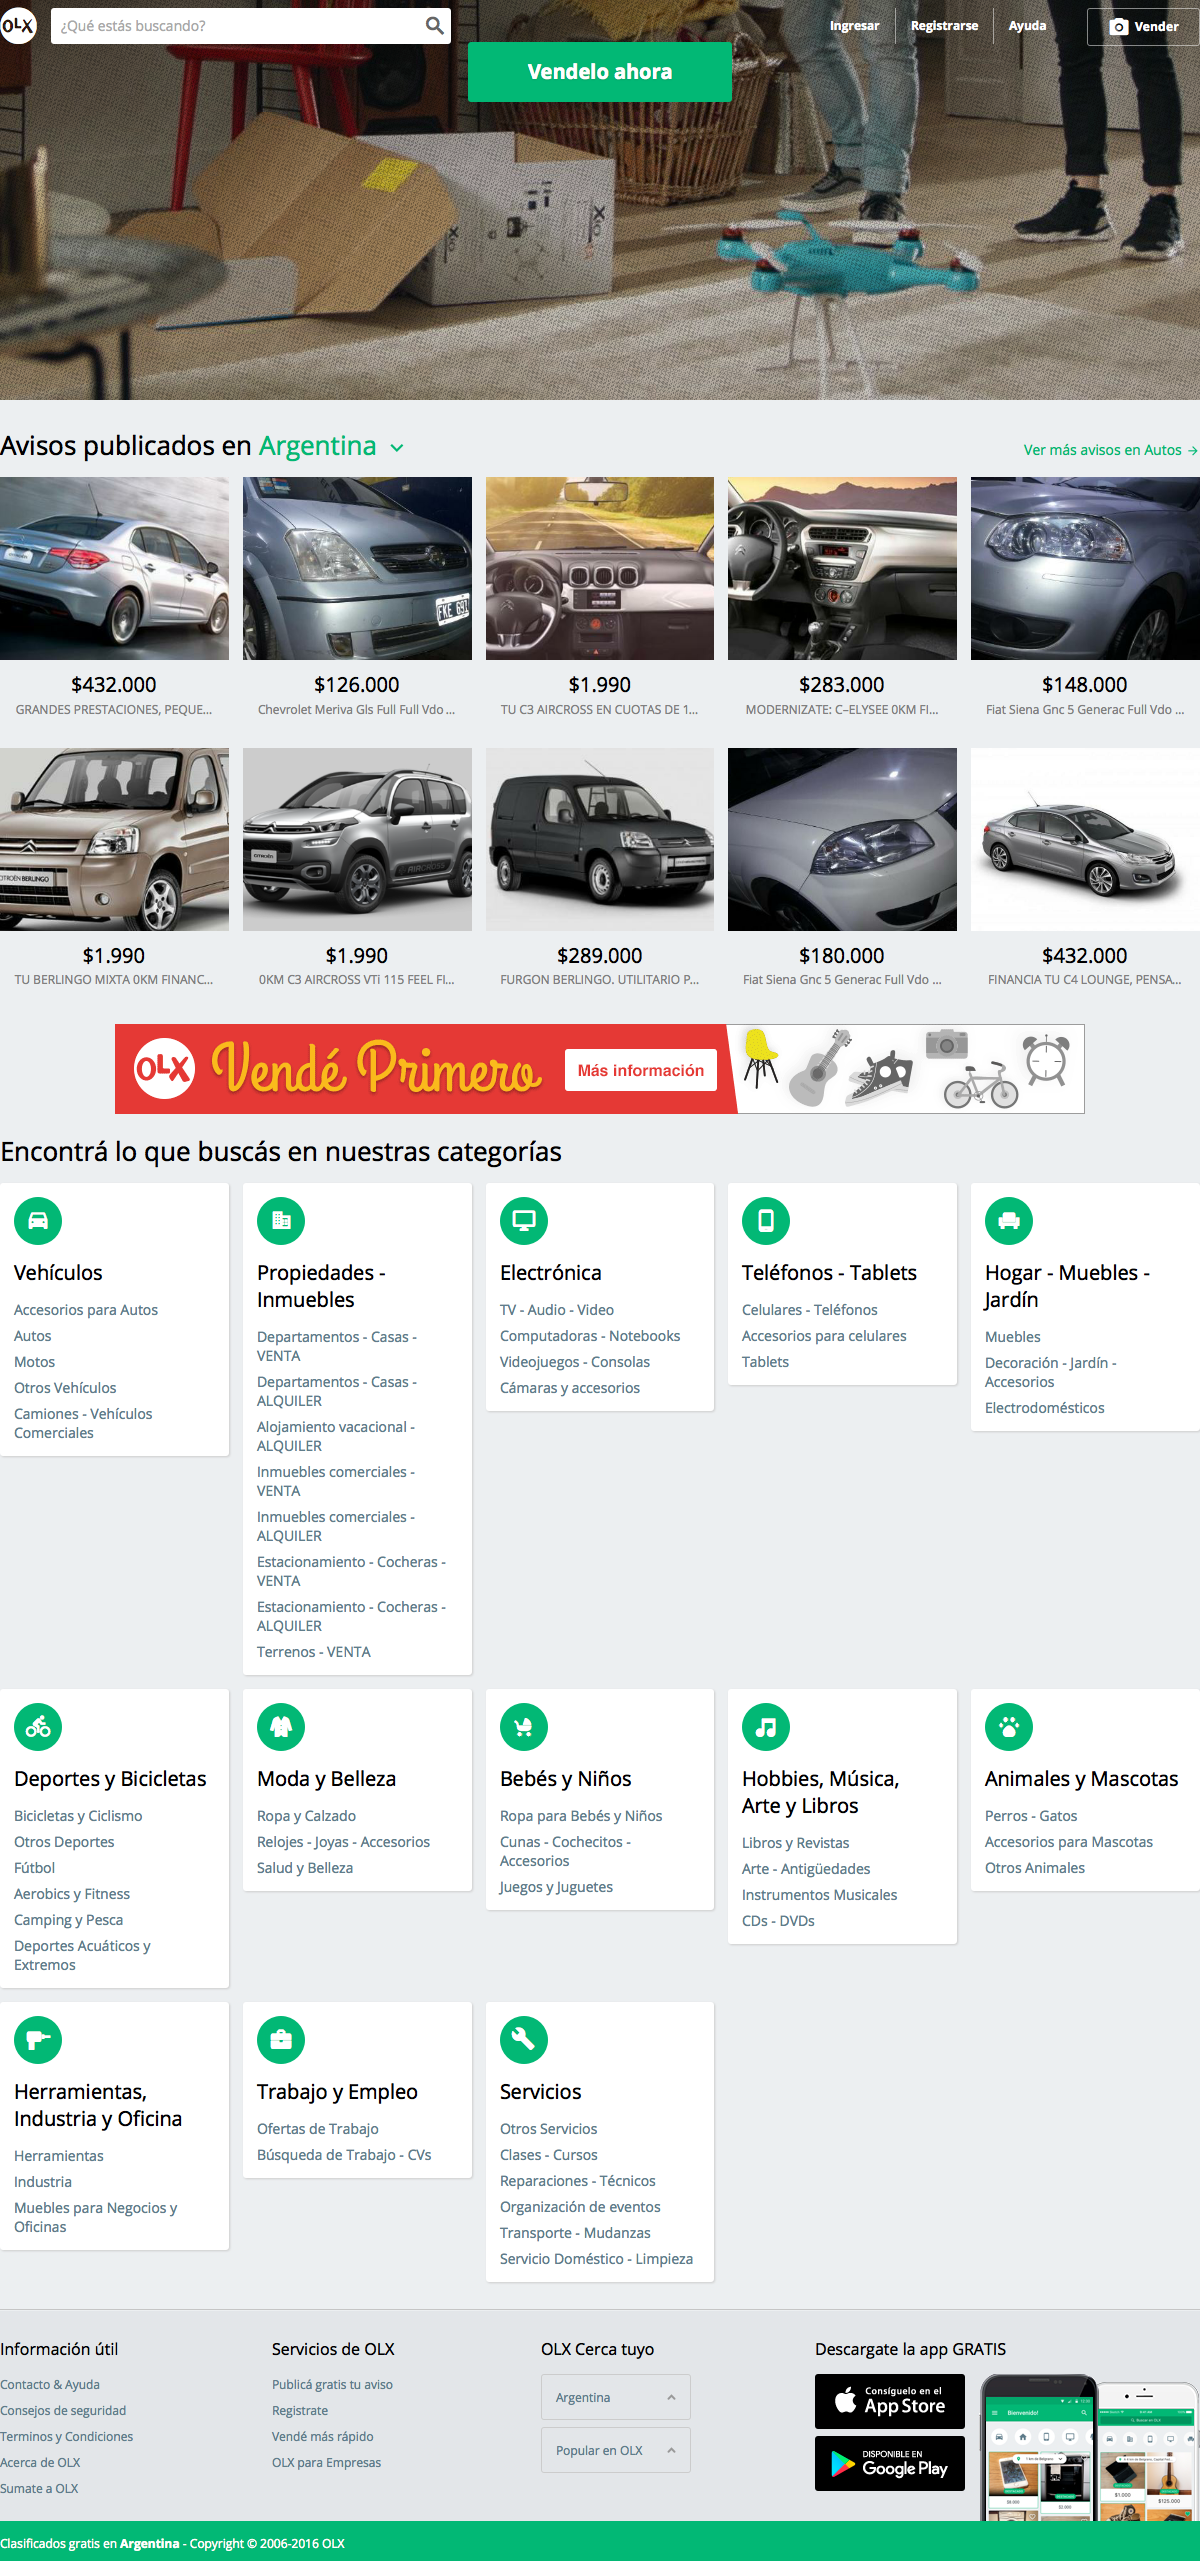 OLX
¿Qué estás buscando?
Ingresar
Registrarse
Ayuda
Vender
Vendelo ahora
Avisos publicados en Argentina
Ver más avisos en Autos →
FKE 691
$432.000
GRANDES PRESTACIONES, PEQUE...
$126.000
Chevrolet Meriva Gls Full Full Vdo ...
$1.990
TU C3 AIRCROSS EN CUOTAS DE 1...
$283.000
MODERNIZATE: C–ELYSEE 0KM FI...
$148.000
Fiat Siena Gnc 5 Generac Full Vdo ...
CITROËN BERLINGO
AIRCROSS
$1.990
TU BERLINGO MIXTA 0KM FINANC...
$1.990
0KM C3 AIRCROSS VTi 115 FEEL FI...
$289.000
FURGON BERLINGO. UTILITARIO P...
$180.000
Fiat Siena Gnc 5 Generac Full Vdo ...
$432.000
FINANCIA TU C4 LOUNGE, PENSA...
OLX
Vendé Primero
Más información
Encontrá lo que buscás en nuestras categorías
Vehículos
Accesorios para Autos
Autos
Motos
Otros Vehículos
Camiones - Vehículos
Comerciales
Propiedades -
Inmuebles
Departamentos - Casas -
VENTA
Departamentos - Casas -
ALQUILER
Alojamiento vacacional -
ALQUILER
Inmuebles comerciales -
VENTA
Inmuebles comerciales -
ALQUILER
Estacionamiento - Cocheras -
VENTA
Estacionamiento - Cocheras -
ALQUILER
Terrenos - VENTA
Electrónica
TV - Audio - Video
Computadoras - Notebooks
Videojuegos - Consolas
Cámaras y accesorios
Teléfonos - Tablets
Celulares - Teléfonos
Accesorios para celulares
Tablets
Hogar - Muebles -
Jardín
Muebles
Decoración - Jardín -
Accesorios
Electrodomésticos
Deportes y Bicicletas
Bicicletas y Ciclismo
Otros Deportes
Fútbol
Aerobics y Fitness
Camping y Pesca
Deportes Acuáticos y
Extremos
Moda y Belleza
Ropa y Calzado
Relojes - Joyas - Accesorios
Salud y Belleza
Bebés y Niños
Ropa para Bebés y Niños
Cunas - Cochecitos -
Accesorios
Juegos y Juguetes
Hobbies, Música,
Arte y Libros
Libros y Revistas
Arte - Antigüedades
Instrumentos Musicales
CDs - DVDs
Animales y Mascotas
Perros - Gatos
Accesorios para Mascotas
Otros Animales
Herramientas,
Industria y Oficina
Herramientas
Industria
Muebles para Negocios y
Oficinas
Trabajo y Empleo
Ofertas de Trabajo
Búsqueda de Trabajo - CVs
Servicios
Otros Servicios
Clases - Cursos
Reparaciones - Técnicos
Organización de eventos
Transporte - Mudanzas
Servicio Doméstico - Limpieza
Información útil
Contacto & Ayuda
Consejos de seguridad
Terminos y Condiciones
Acerca de OLX
Sumate a OLX
Servicios de OLX
Publicá gratis tu aviso
Registrate
Vendé más rápido
OLX para Empresas
OLX Cerca tuyo
Argentina
Popular en OLX
Descargate la app GRATIS
Consíguelo en el
App Store
DISPONIBLE EN
Google Play
Bienvenido!
$1.000
$125.000
Clasificados gratis en Argentina - Copyright © 2006-2016 OLX